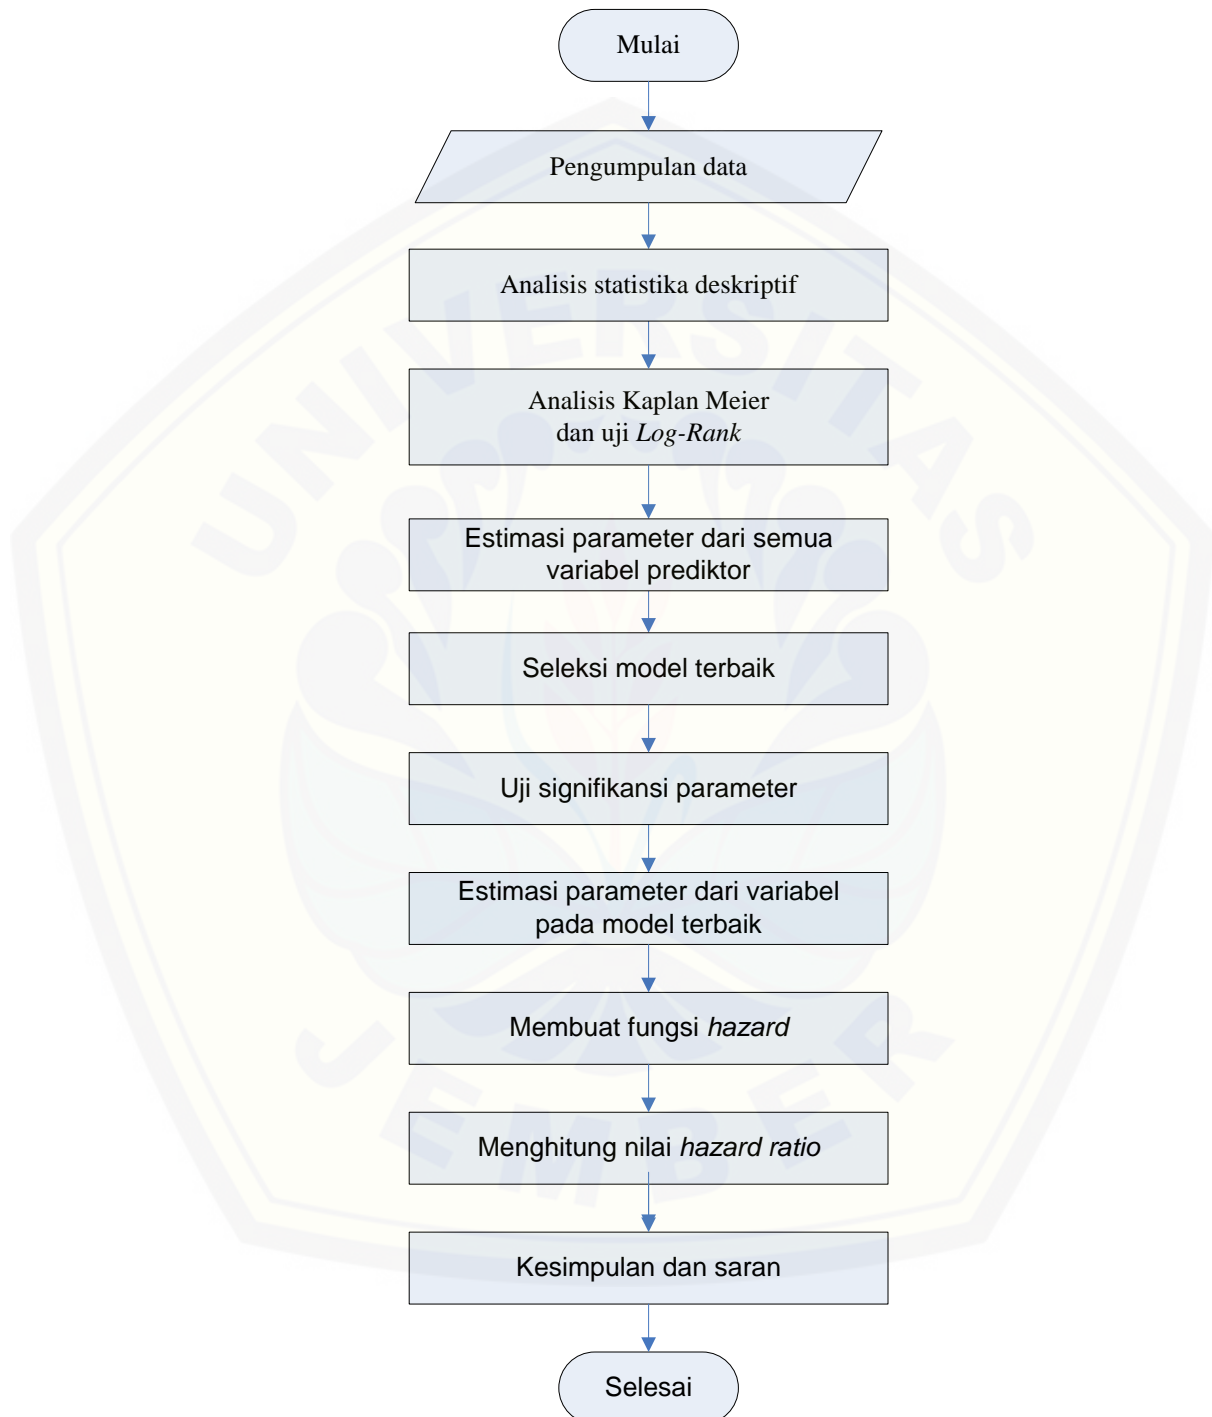 Mulai
Pengumpulan data
Analisis statistika deskriptif
Analisis Kaplan Meier
dan uji Log-Rank
Estimasi parameter dari semua
variabel prediktor
Seleksi model terbaik
Uji signifikansi parameter
Estimasi parameter dari variabel
pada model terbaik
Membuat fungsi hazard
Menghitung nilai hazard ratio
Kesimpulan dan saran
Selesai
UNIVERSITAS
JEMBER